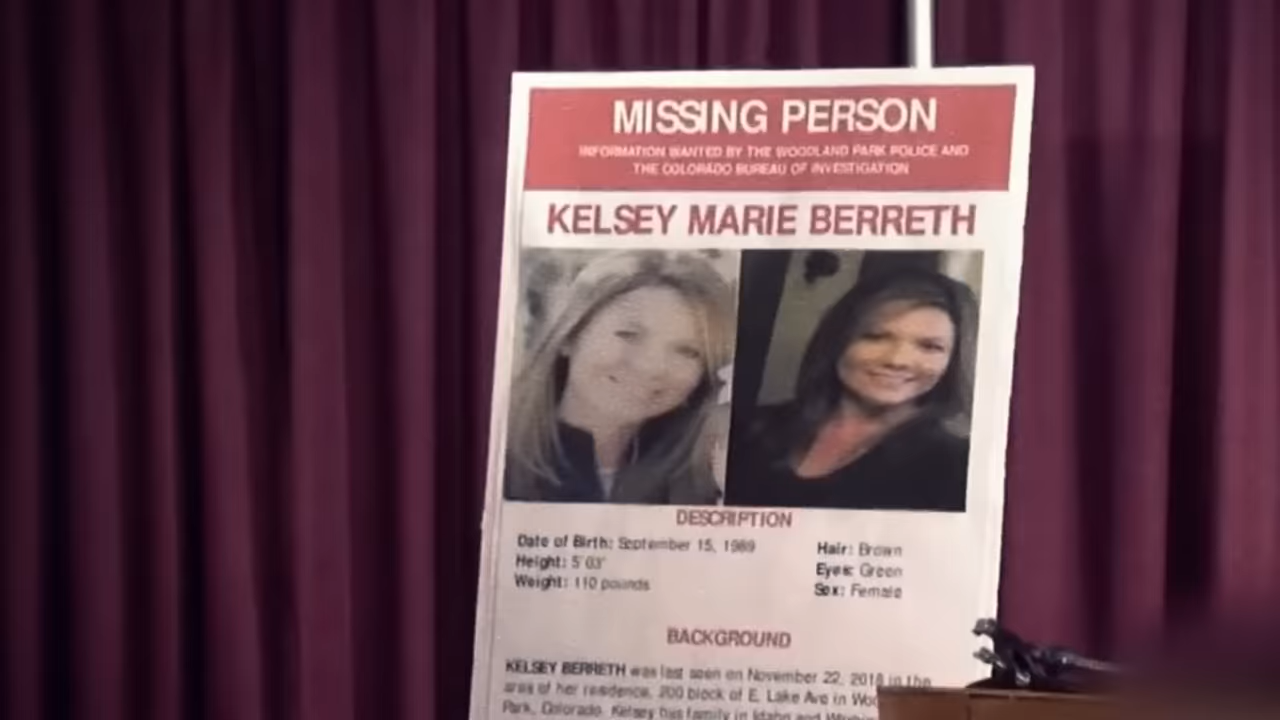 MISSING PERSON
INFORMATION WANTED BY THE WOODLAND PARK POLICE AND
THE COLORADO BUREAU OF INVESTIGATION
KELSEY MARIE BERRETH
DESCRIPTION
Date of Birth: September 15, 1989
Height: 5'03"
Weight: 110 pounds
Hair: Brown
Eyes: Green
Sex: Female
BACKGROUND
KELSEY BERRETH was last seen on November 22, 2018 in the
area of her residence, 200 block of E. Lake Ave in
Park, Colorado. Kelsey has family in Idaho and